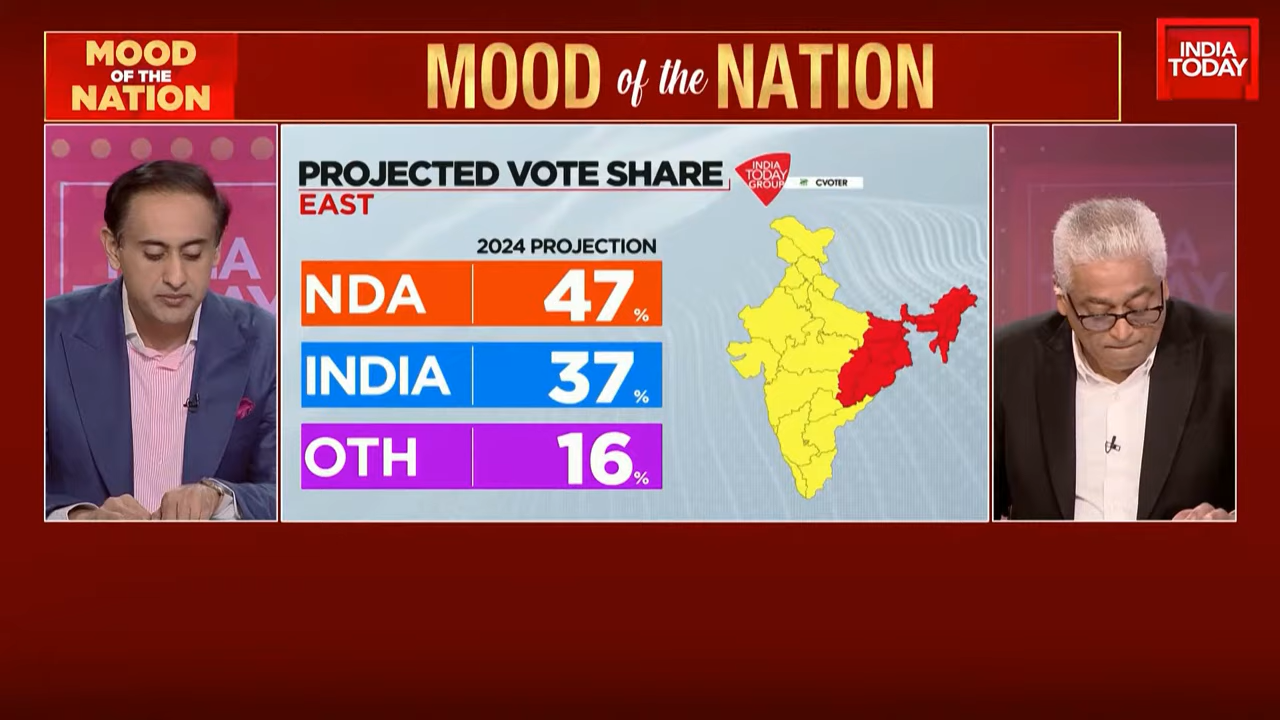 MOOD
OF THE
NATION
MOOD of the NATION
INDIA
TODAY
PROJECTED VOTE SHARE
EAST
INDIA
TODAY
GROUP
CVOTER
2024 PROJECTION
NDA 47%
INDIA 37%
OTH 16%